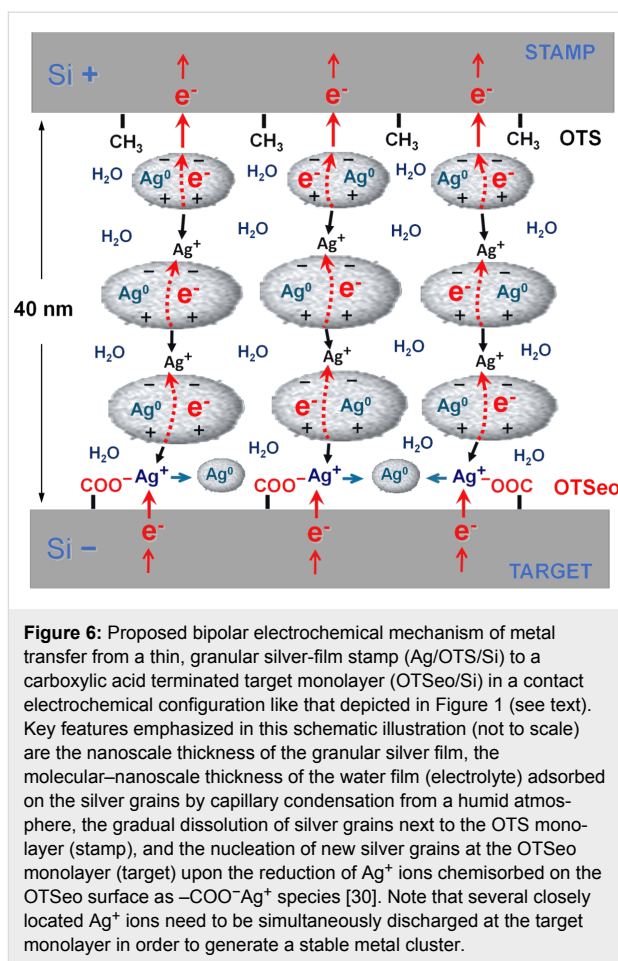 Si + STAMP
e⁻ e⁻ e⁻
CH₃ CH₃ CH₃ CH₃ OTS
H₂O Ag⁰ – – e⁻ + + H₂O – – e⁻ Ag⁰ + + H₂O Ag⁰ – – e⁻ + +
H₂O Ag⁺ H₂O Ag⁺ H₂O Ag⁺ H₂O
40 nm Ag⁰ – – e⁻ + + – – e⁻ Ag⁰ + + e⁻ – – Ag⁰ + +
H₂O Ag⁺ H₂O Ag⁺ H₂O Ag⁺ H₂O
Ag⁰ – – e⁻ + + e⁻ – – Ag⁰ + + Ag⁰ – – e⁻ + +
H₂O H₂O H₂O H₂O
COO⁻ Ag⁺ Ag⁰ COO⁻ Ag⁺ Ag⁰ Ag⁺ ⁻OOC OTSeo
Si – e⁻ e⁻ e⁻
TARGET
Figure 6: Proposed bipolar electrochemical mechanism of metal
transfer from a thin, granular silver-film stamp (Ag/OTS/Si) to a
carboxylic acid terminated target monolayer (OTSeo/Si) in a contact
electrochemical configuration like that depicted in Figure 1 (see text).
Key features emphasized in this schematic illustration (not to scale)
are the nanoscale thickness of the granular silver film, the
molecular–nanoscale thickness of the water film (electrolyte) adsorbed
on the silver grains by capillary condensation from a humid atmos-
phere, the gradual dissolution of silver grains next to the OTS mono-
layer (stamp), and the nucleation of new silver grains at the OTSeo
monolayer (target) upon the reduction of Ag⁺ ions chemisorbed on the
OTSeo surface as –COO⁻Ag⁺ species [30]. Note that several closely
located Ag⁺ ions need to be simultaneously discharged at the target
monolayer in order to generate a stable metal cluster.